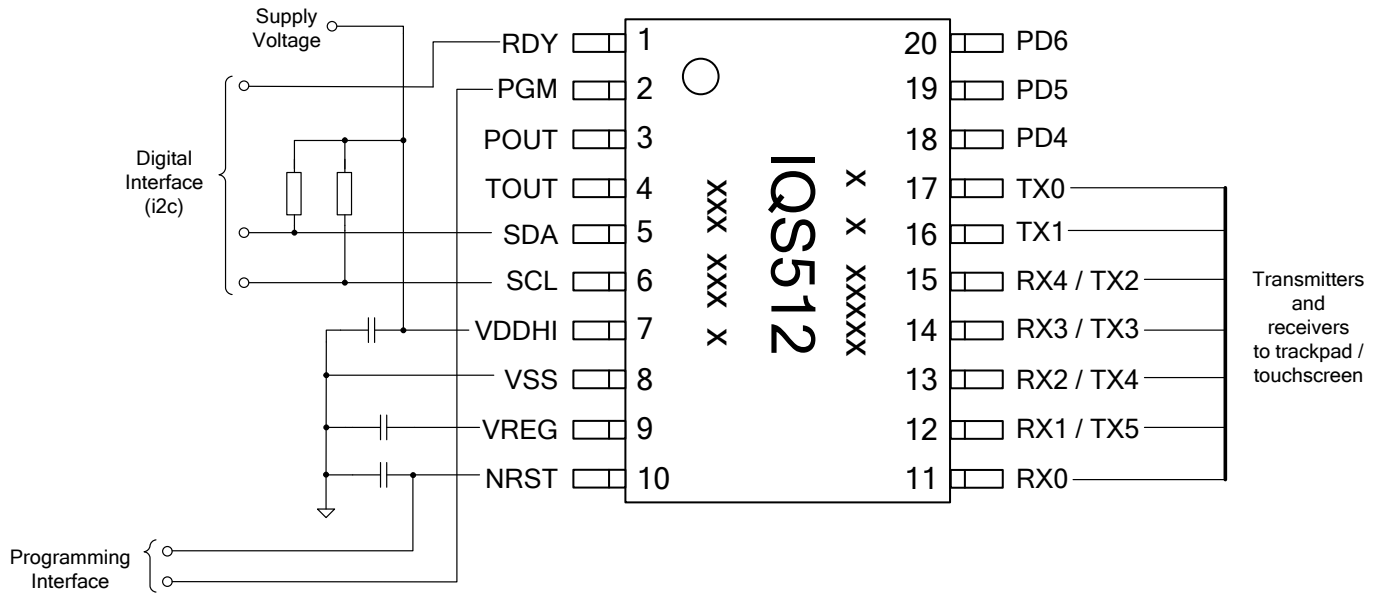 Supply
Voltage
RDY 1
PGM 2
POUT 3
TOUT 4
SDA 5
SCL 6
VDDHI 7
VSS 8
VREG 9
NRST 10
Digital
Interface
(i2c)
Programming
Interface
IQS512
x x xxxxx
xxx xxx x
20 PD6
19 PD5
18 PD4
17 TX0
16 TX1
15 RX4 / TX2
14 RX3 / TX3
13 RX2 / TX4
12 RX1 / TX5
11 RX0
Transmitters
and
receivers
to trackpad /
touchscreen